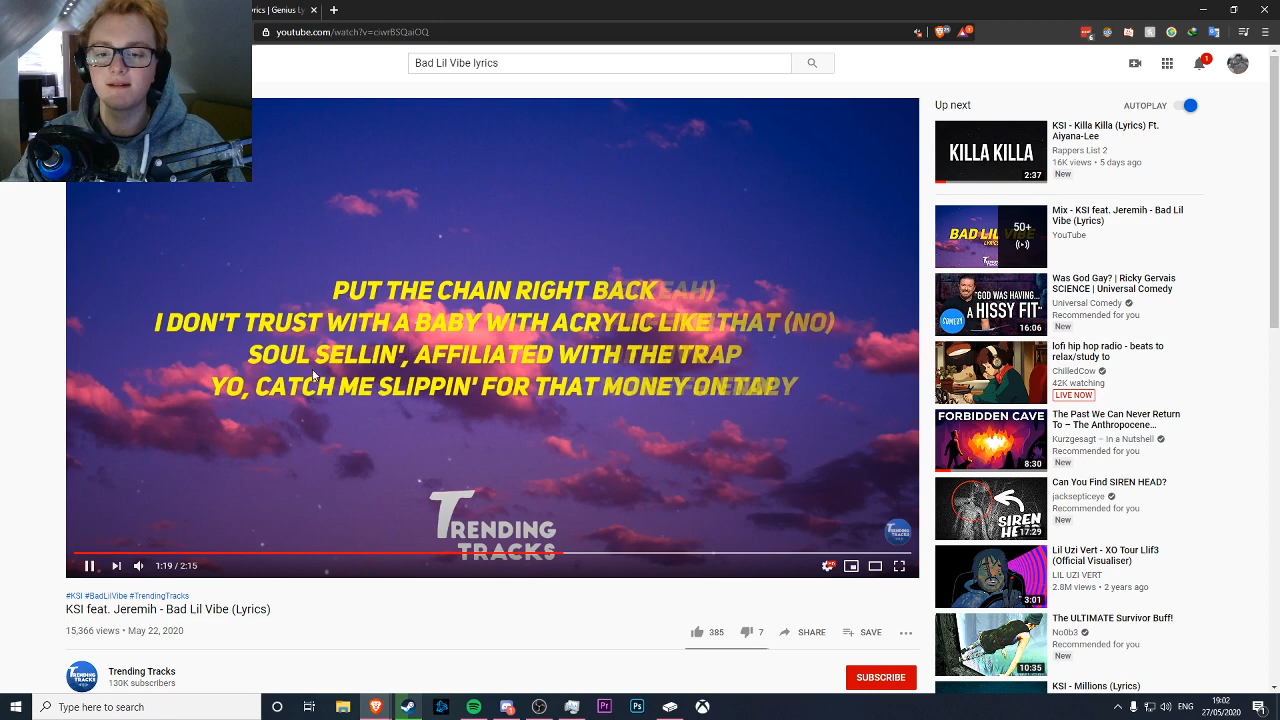 rics | Genius L
youtube.com/watch?v=ciwrBSQaiOQ
Bad Lil Vibe lyrics
1
PUT THE CHAIN RIGHT BACK
I DON'T TRUST WITH A BABY WITH ACRYLIC LIKE THAT (NO)
SOUL SELLIN', AFFILIATED WITH THE TRAP
YO, CATCH ME SLIPPIN' FOR THAT MONEY ON TAP
TRENDING
TRACKS
1:19 / 2:15
#KSI #BadLilVibe #TrendingTracks
KSI feat. Jeremih - Bad Lil Vibe (Lyrics)
15,366 views • May 22, 2020
385
7
SHARE
SAVE
Trending Tracks
130K subscribers
SUBSCRIBE
Up next
AUTOPLAY
KILLA KILLA
2:37
KSI - Killa Killa (Lyrics) Ft.
Aiyana-Lee
Rappers List 2
16K views • 5 days ago
New
BAD LIL VIBE
50+
Mix - KSI feat. Jeremih - Bad Lil
Vibe (Lyrics)
YouTube
"GOD WAS HAVING...
A HISSY FIT"
COMEDY
16:06
Was God Gay? | Ricky Gervais
SCIENCE | Universal Comedy
Universal Comedy
Recommended for you
New
lofi hip hop radio - beats to
relax/study to
ChilledCow
42K watching
LIVE NOW
FORBIDDEN CAVE
8:30
The Past We Can Never Return
To – The Anthropocene...
Kurzgesagt – In a Nutshell
Recommended for you
New
SIREN
HE
17:29
Can You Find SIREN HEAD?
jacksepticeye
Recommended for you
New
3:01
Lil Uzi Vert - XO Tour Llif3
(Official Visualiser)
LIL UZI VERT
2.8M views • 2 years ago
10:35
The ULTIMATE Survivor Buff!
No0b3
Recommended for you
New
KSI - Millions (Lyrics)
Type here to search
19:02
27/05/2020